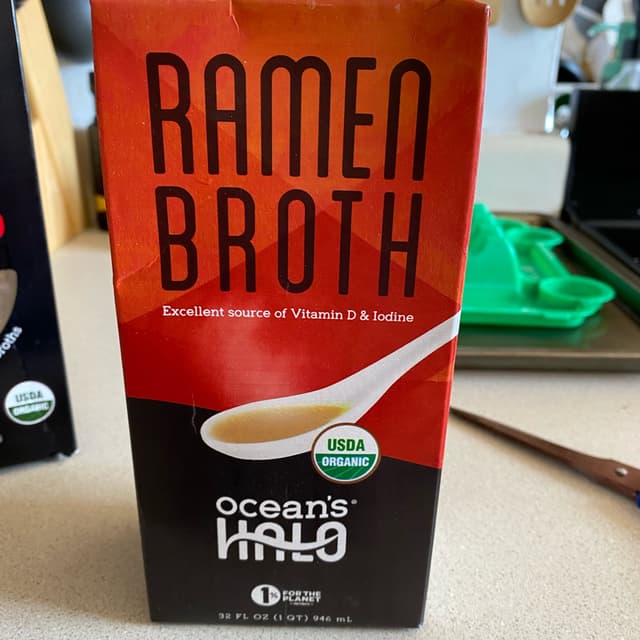 RAMEN
BROTH
Excellent source of Vitamin D & Iodine
USDA
ORGANIC
ocean's®
HALO
1%
FOR THE
PLANET
32 FL OZ (1 QT) 946 mL
roths
USDA
ORGANIC